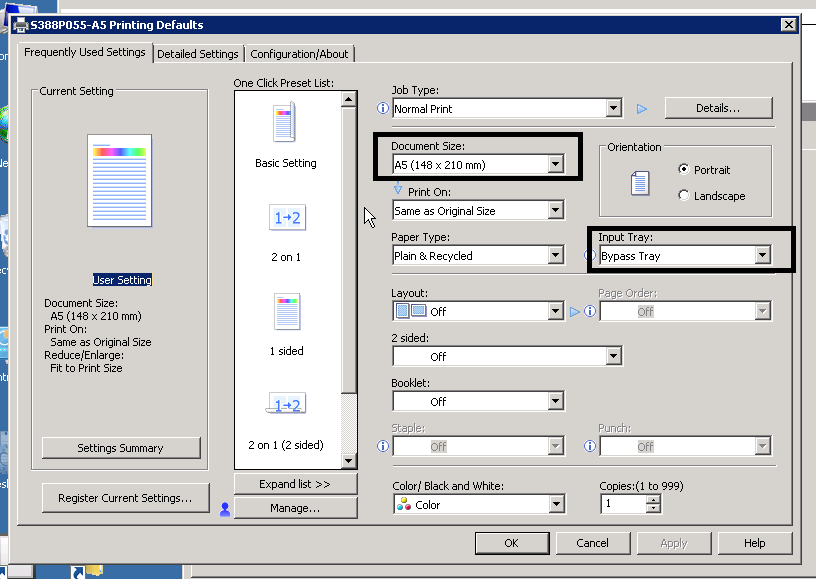 S388P055-A5 Printing Defaults
Frequently Used Settings
Detailed Settings
Configuration/About
Current Setting
User Setting
Document Size:
A5 (148 x 210 mm)
Print On:
Same as Original Size
Reduce/Enlarge:
Fit to Print Size
Settings Summary
Register Current Settings...
One Click Preset List:
Basic Setting
1→2
2 on 1
1 sided
1→2
2 on 1 (2 sided)
Expand list >>
Manage...
Job Type:
Normal Print
Details...
Document Size:
A5 (148 x 210 mm)
Print On:
Same as Original Size
Orientation
Portrait
Landscape
Paper Type:
Plain & Recycled
Input Tray:
Bypass Tray
Layout:
Off
Page Order:
Off
2 sided:
Off
Booklet:
Off
Staple:
Off
Punch:
Off
Color/ Black and White:
Color
Copies:(1 to 999)
1
OK
Cancel
Apply
Help